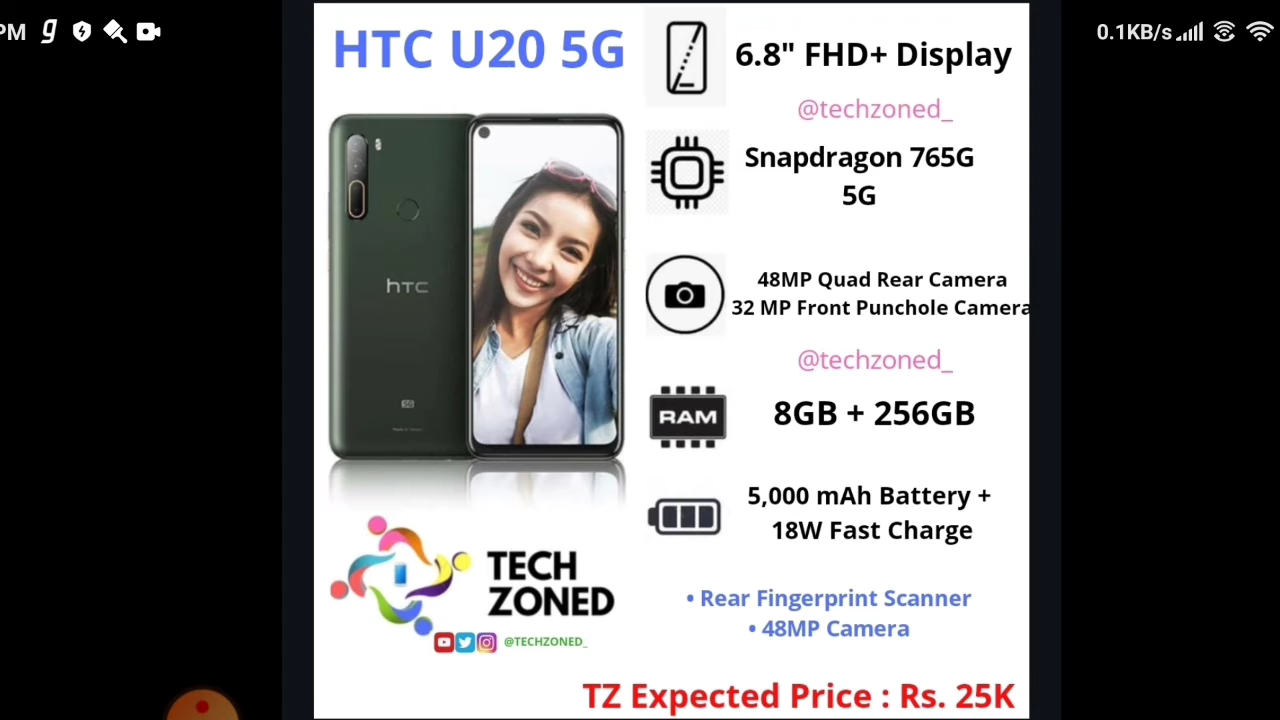 PM
0.1KB/s
HTC U20 5G
6.8" FHD+ Display
@techzoned_
Snapdragon 765G
5G
48MP Quad Rear Camera
32 MP Front Punchole Camera
@techzoned_
hTC
5G
RAM
8GB + 256GB
5,000 mAh Battery +
18W Fast Charge
TECH
ZONED
@TECHZONED_
• Rear Fingerprint Scanner
• 48MP Camera
TZ Expected Price : Rs. 25K